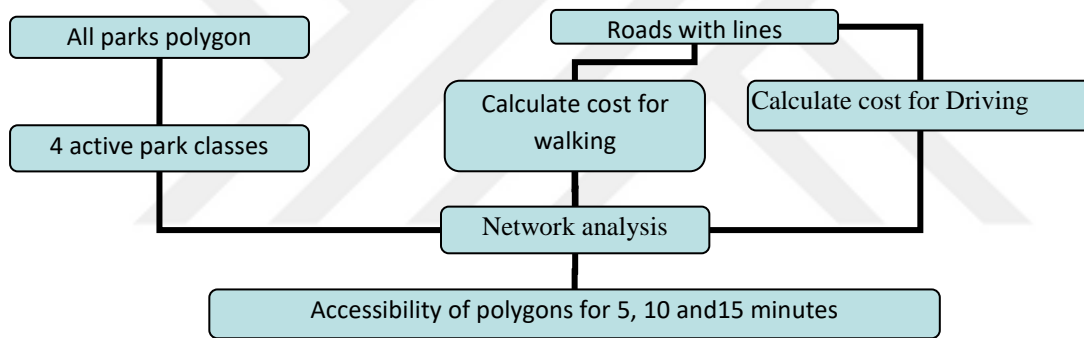 All parks polygon
Roads with lines
Calculate cost for
walking
Calculate cost for Driving
4 active park classes
Network analysis
Accessibility of polygons for 5, 10 and15 minutes